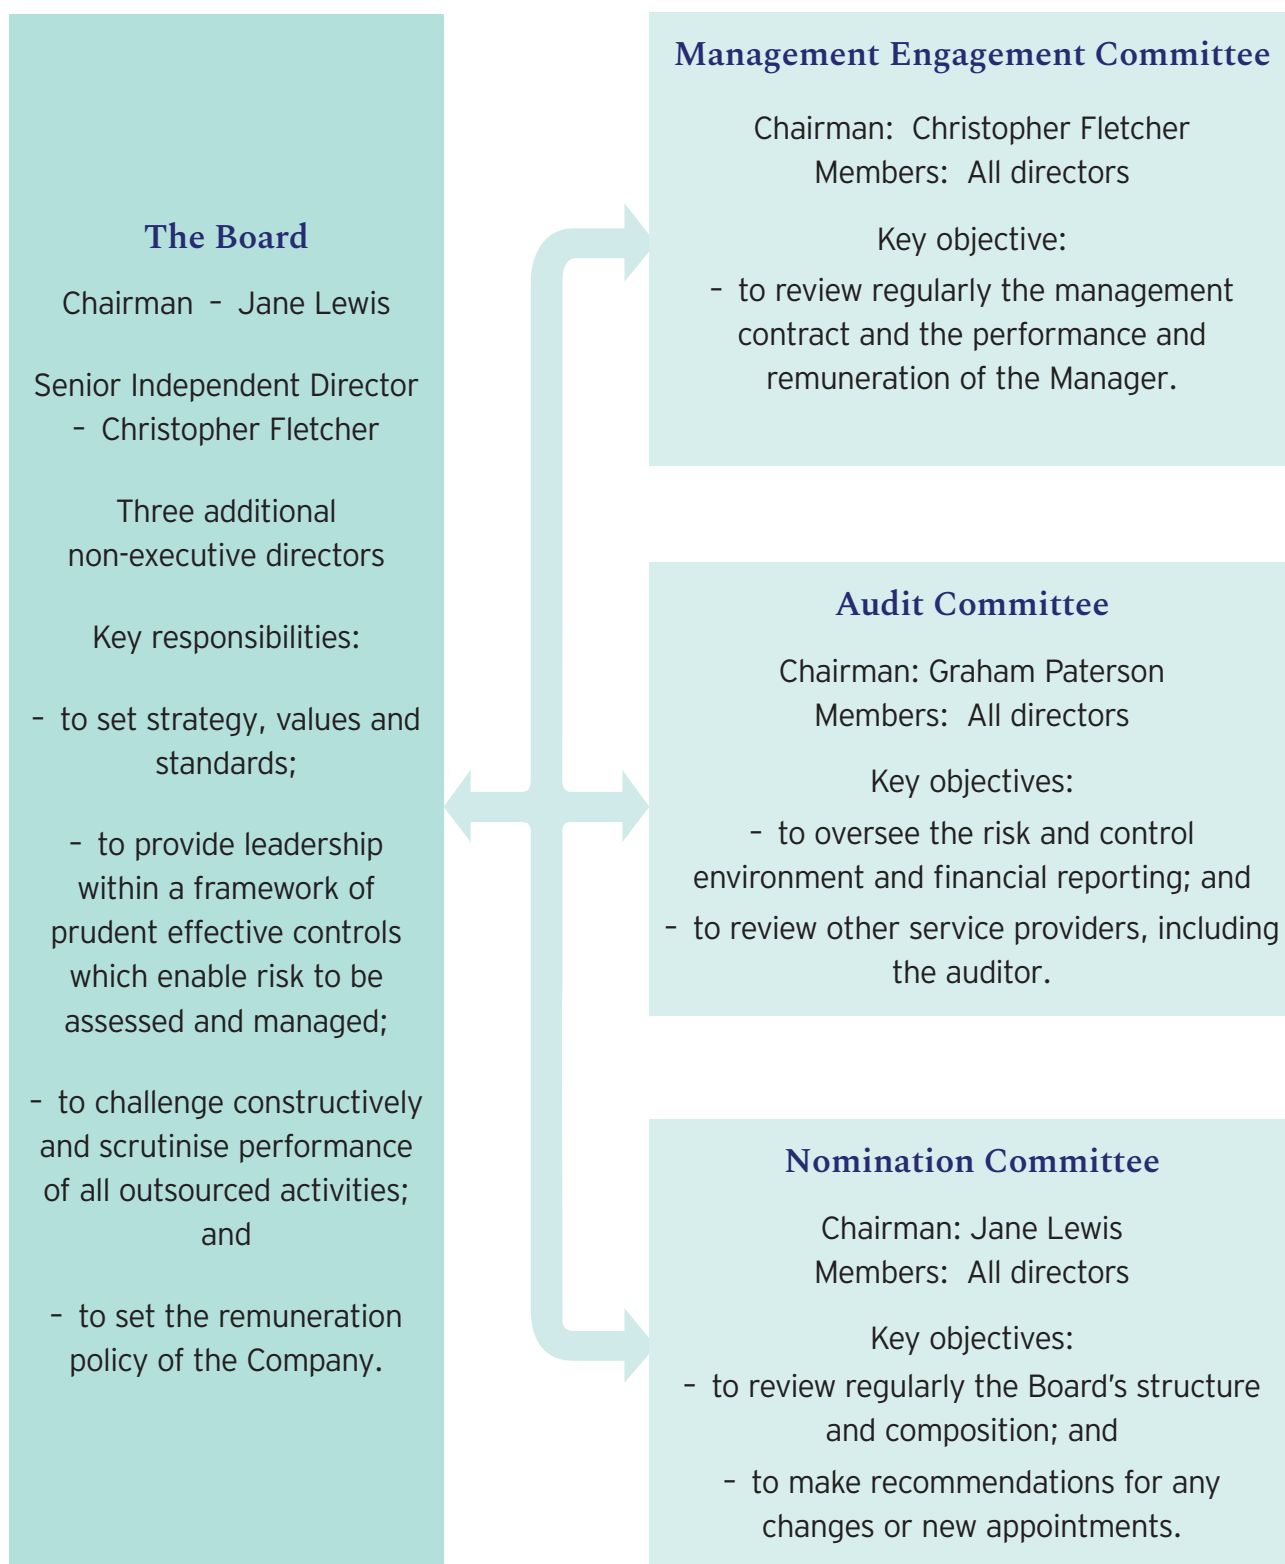 The Board
Chairman – Jane Lewis
Senior Independent Director
– Christopher Fletcher
Three additional
non-executive directors
Key responsibilities:
– to set strategy, values and
standards;
– to provide leadership
within a framework of
prudent effective controls
which enable risk to be
assessed and managed;
– to challenge constructively
and scrutinise performance
of all outsourced activities;
and
– to set the remuneration
policy of the Company.
Management Engagement Committee
Chairman: Christopher Fletcher
Members: All directors
Key objective:
– to review regularly the management
contract and the performance and
remuneration of the Manager.
Audit Committee
Chairman: Graham Paterson
Members: All directors
Key objectives:
– to oversee the risk and control
environment and financial reporting; and
– to review other service providers, including
the auditor.
Nomination Committee
Chairman: Jane Lewis
Members: All directors
Key objectives:
– to review regularly the Board's structure
and composition; and
– to make recommendations for any
changes or new appointments.